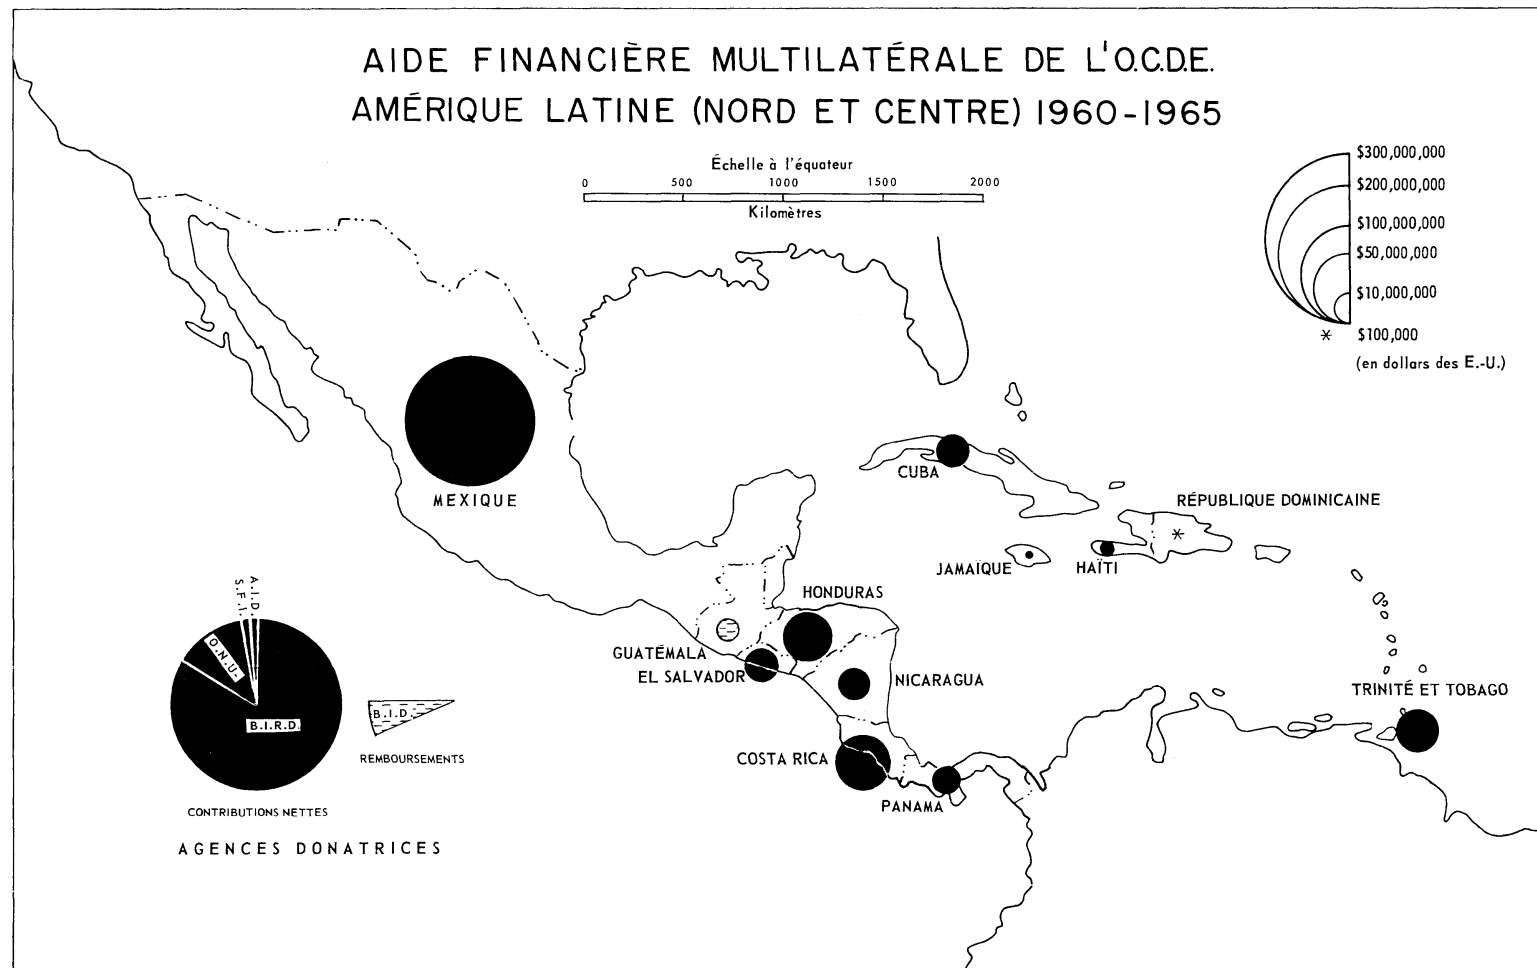 AIDE FINANCIÈRE MULTILATÉRALE DE L'O.C.D.E.
AMÉRIQUE LATINE (NORD ET CENTRE) 1960-1965
Échelle à l'équateur
0 500 1000 1500 2000
Kilomètres
$300,000,000
$200,000,000
$100,000,000
$50,000,000
$10,000,000
* $100,000
(en dollars des E.-U.)
MEXIQUE
CUBA
RÉPUBLIQUE DOMINICAINE
*
JAMAÏQUE
HAÏTI
HONDURAS
GUATÉMALA
EL SALVADOR
NICARAGUA
TRINITÉ ET TOBAGO
COSTA RICA
PANAMA
S.F.I.
A.I.D.
O.N.U.
B.I.R.D.
B.I.D.
REMBOURSEMENTS
CONTRIBUTIONS NETTES
AGENCES DONATRICES